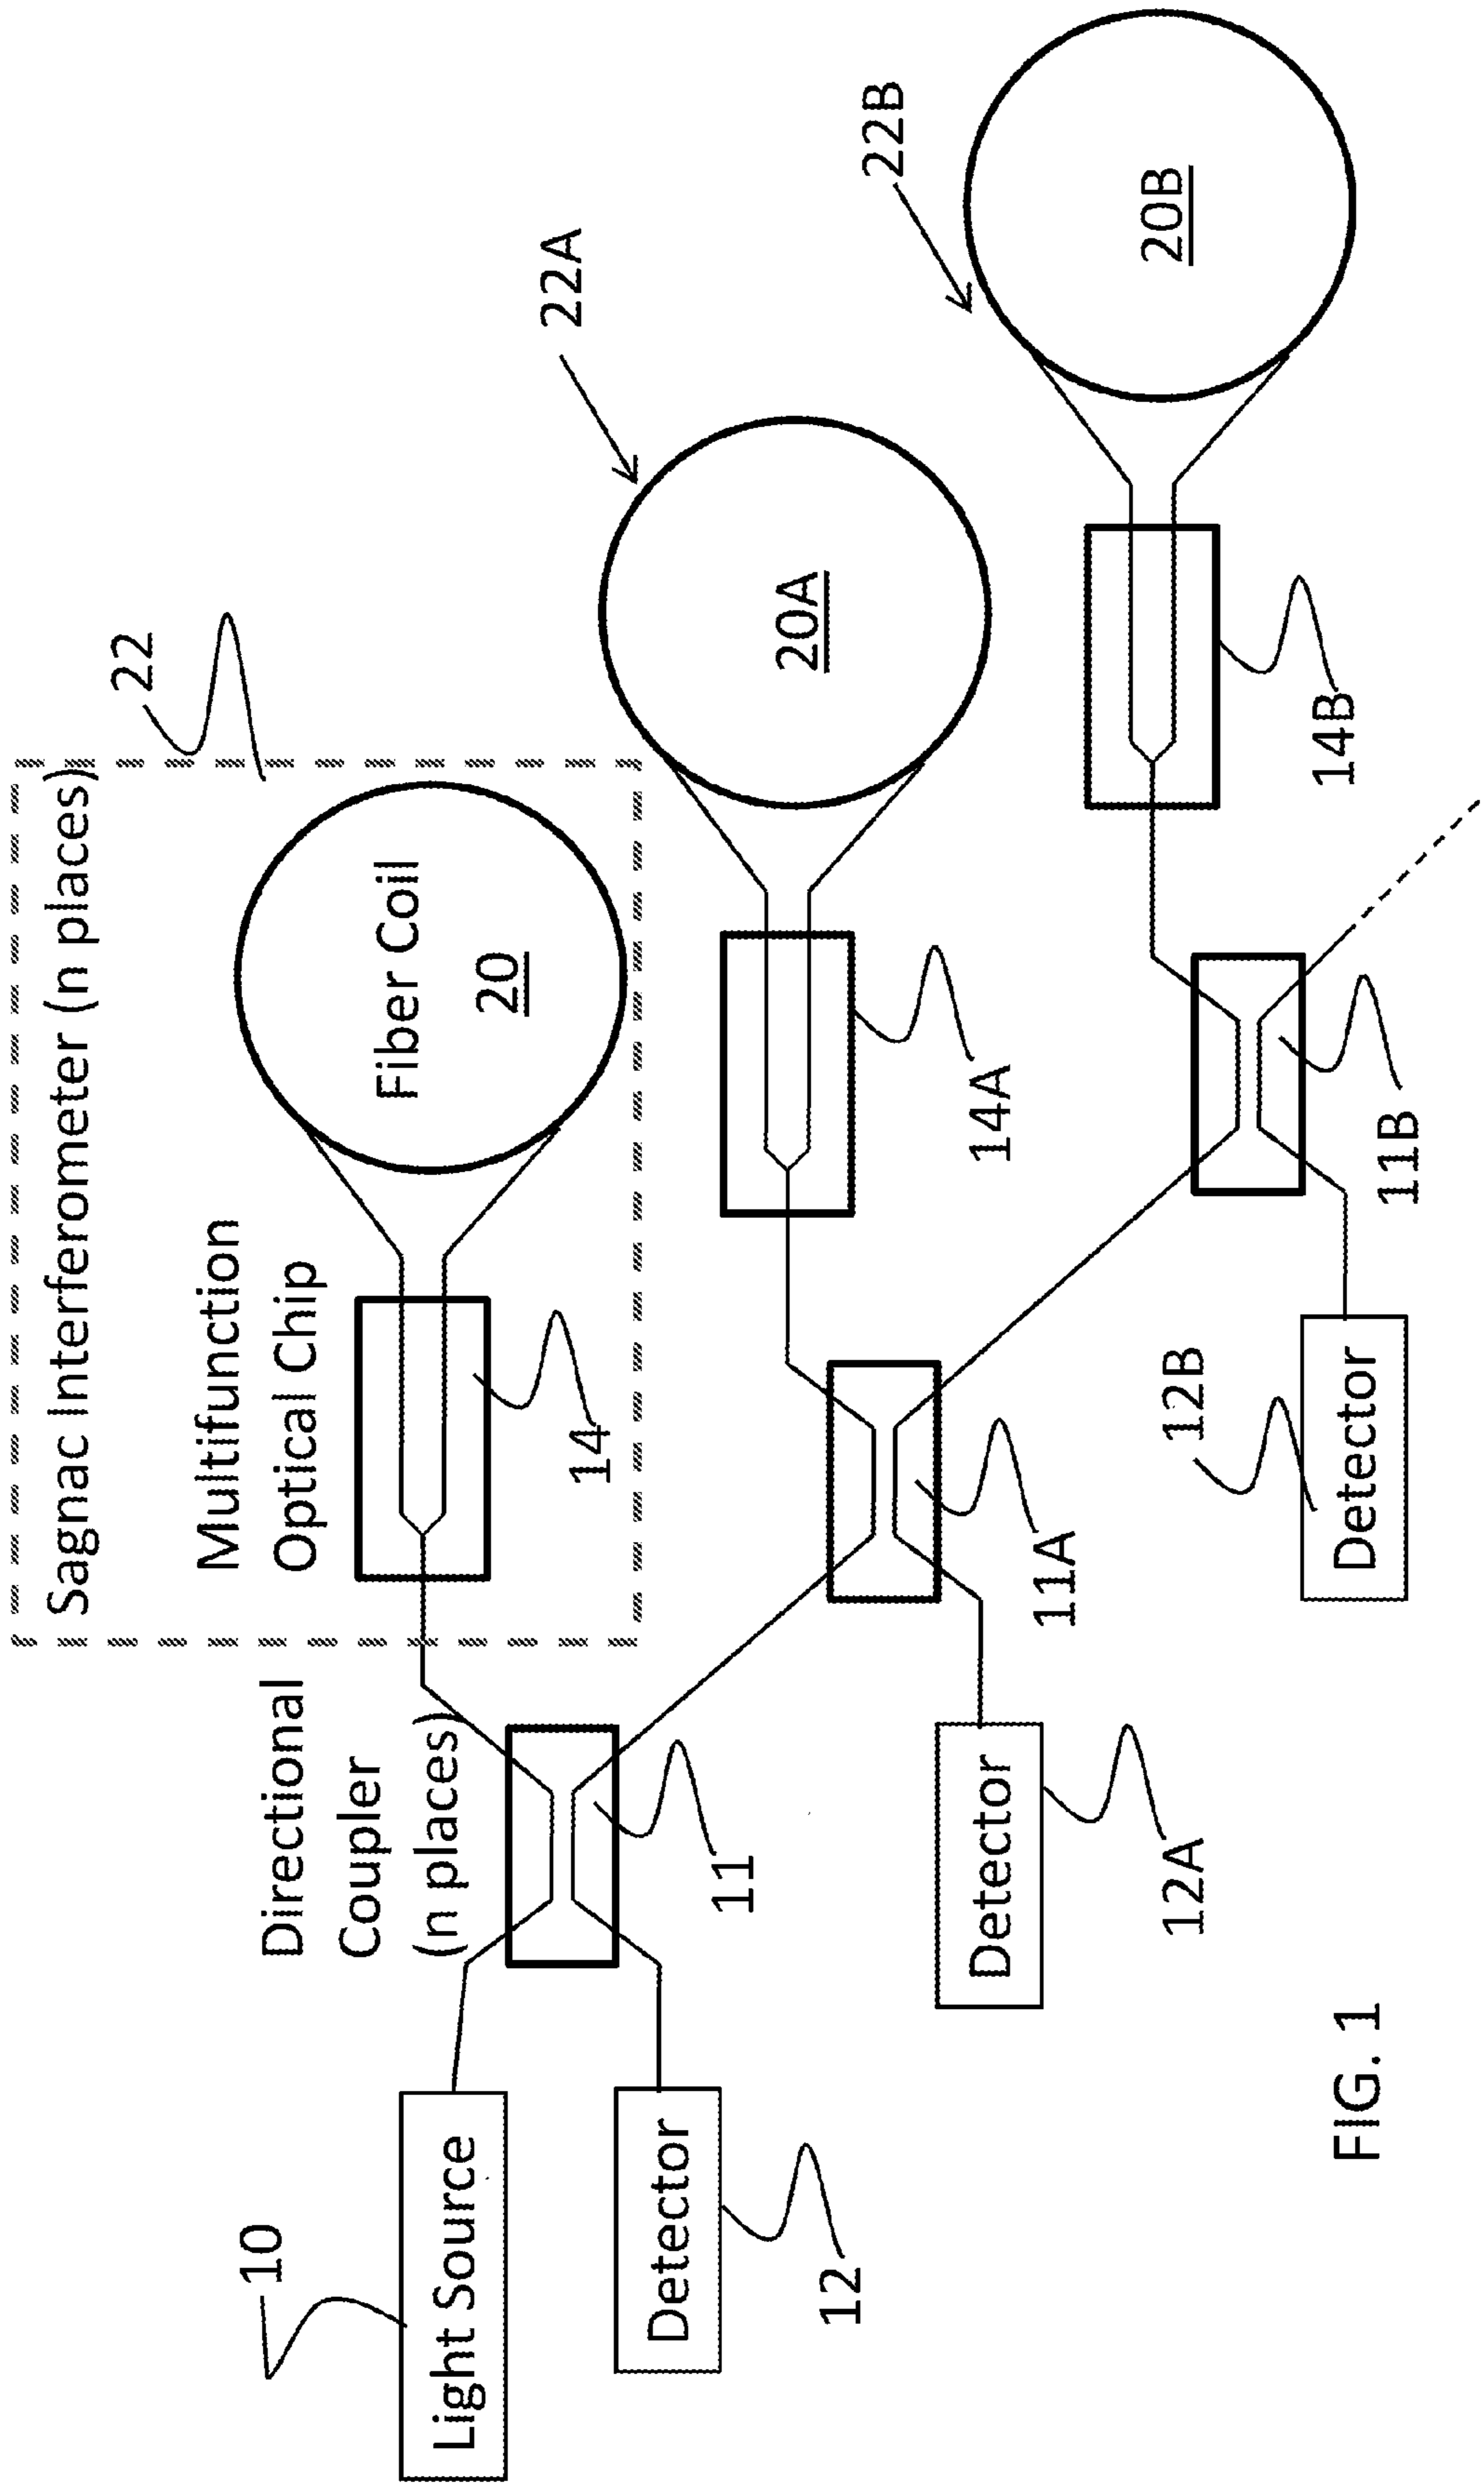 Sagnac Interferometer (n places)
22
Multifunction
Optical Chip
Fiber Coil
20
14
Directional
Coupler
(n places)
10
Light Source
11
Detector
12
22A
20A
14A
11A
Detector
12A
22B
20B
14B
11B
12B
Detector
FIG. 1